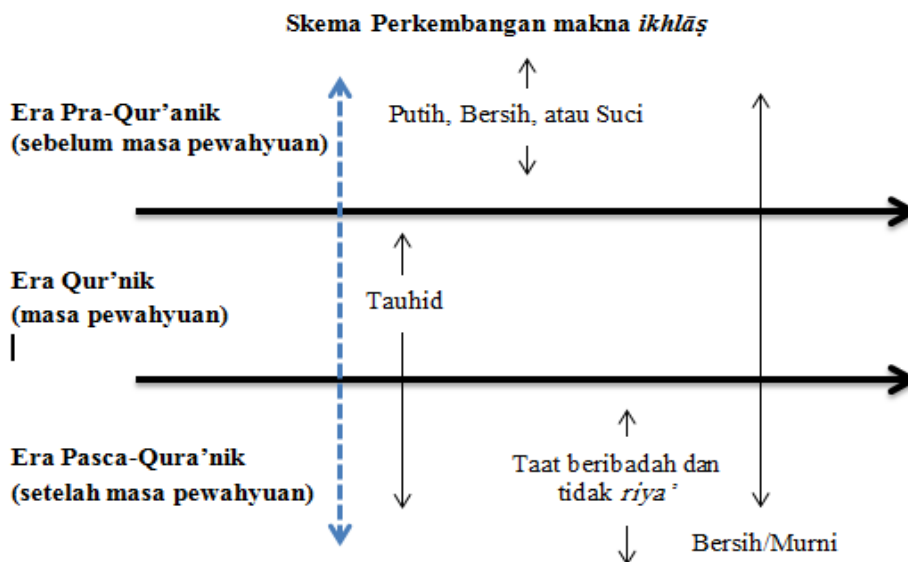 Skema Perkembangan makna ikhlāṣ
Era Pra-Qur’anik
(sebelum masa pewahyuan)
Putih, Bersih, atau Suci
Era Qur’nik
(masa pewahyuan)
Tauhid
Era Pasca-Qura’nik
(setelah masa pewahyuan)
Taat beribadah dan
tidak riya’
Bersih/Murni